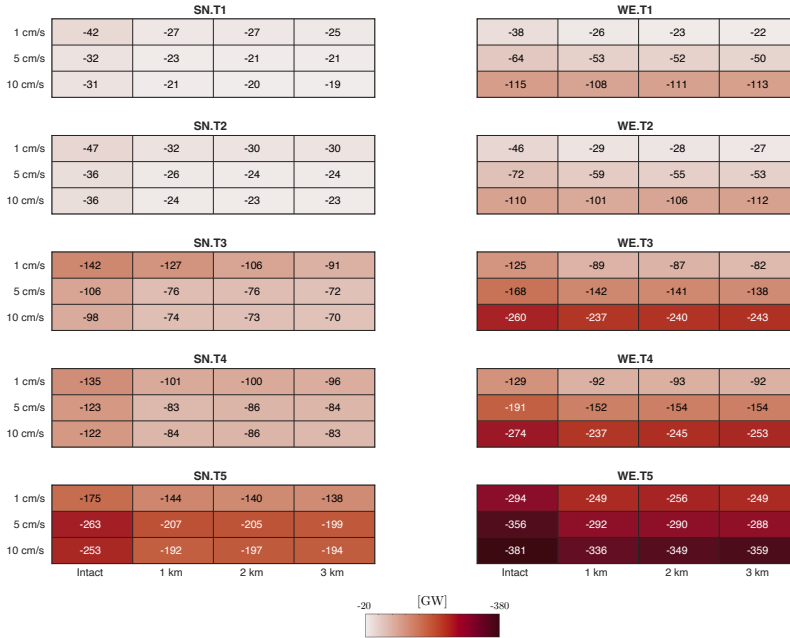 SN.T1 WE.T1
1 cm/s -42 -27 -27 -25 -38 -26 -23 -22
5 cm/s -32 -23 -21 -21 -64 -53 -52 -50
10 cm/s -31 -21 -20 -19 -115 -108 -111 -113
SN.T2 WE.T2
1 cm/s -47 -32 -30 -30 -46 -29 -28 -27
5 cm/s -36 -26 -24 -24 -72 -59 -55 -53
10 cm/s -36 -24 -23 -23 -110 -101 -106 -112
SN.T3 WE.T3
1 cm/s -142 -127 -106 -91 -125 -89 -87 -82
5 cm/s -106 -76 -76 -72 -168 -142 -141 -138
10 cm/s -98 -74 -73 -70 -260 -237 -240 -243
SN.T4 WE.T4
1 cm/s -135 -101 -100 -96 -129 -92 -93 -92
5 cm/s -123 -83 -86 -84 -191 -152 -154 -154
10 cm/s -122 -84 -86 -83 -274 -237 -245 -253
SN.T5 WE.T5
1 cm/s -175 -144 -140 -138 -294 -249 -256 -249
5 cm/s -263 -207 -205 -199 -356 -292 -290 -288
10 cm/s -253 -192 -197 -194 -381 -336 -349 -359
Intact 1 km 2 km 3 km Intact 1 km 2 km 3 km
-20 [GW] -380